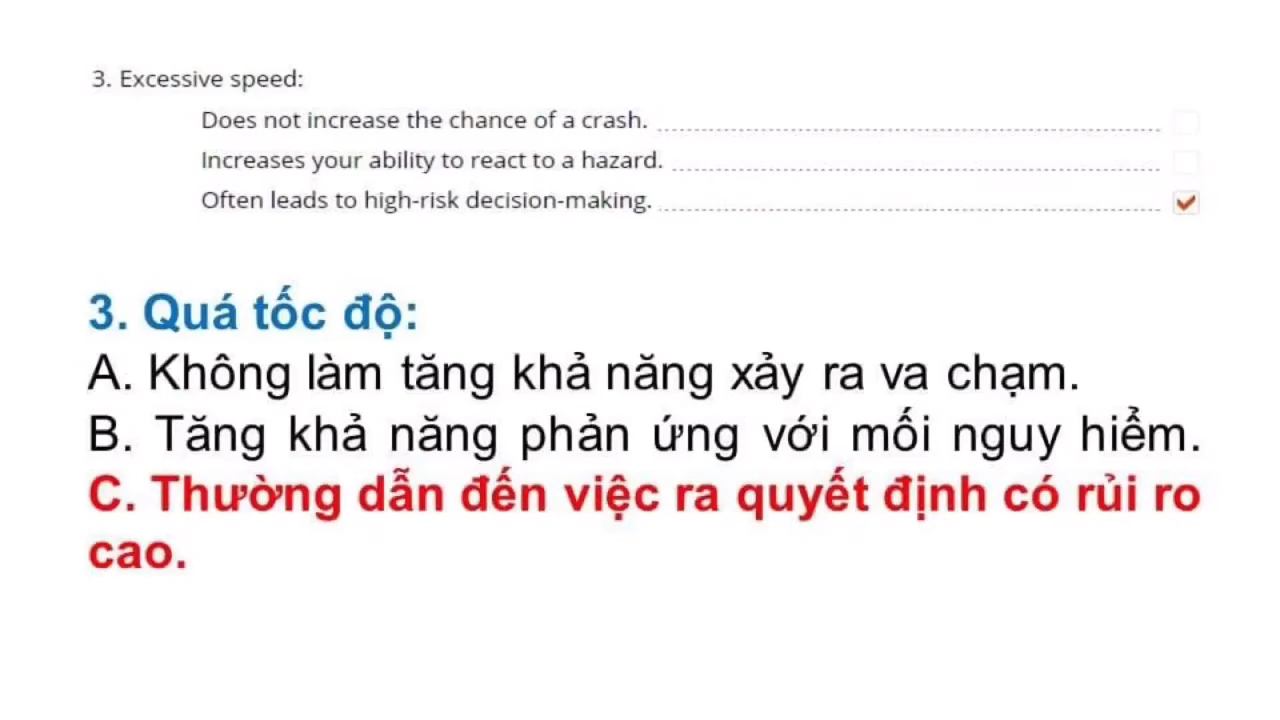 3. Excessive speed:
Does not increase the chance of a crash.
Increases your ability to react to a hazard.
Often leads to high-risk decision-making.
3. Quá tốc độ:
A. Không làm tăng khả năng xảy ra va chạm.
B. Tăng khả năng phản ứng với mối nguy hiểm.
C. Thường dẫn đến việc ra quyết định có rủi ro
cao.